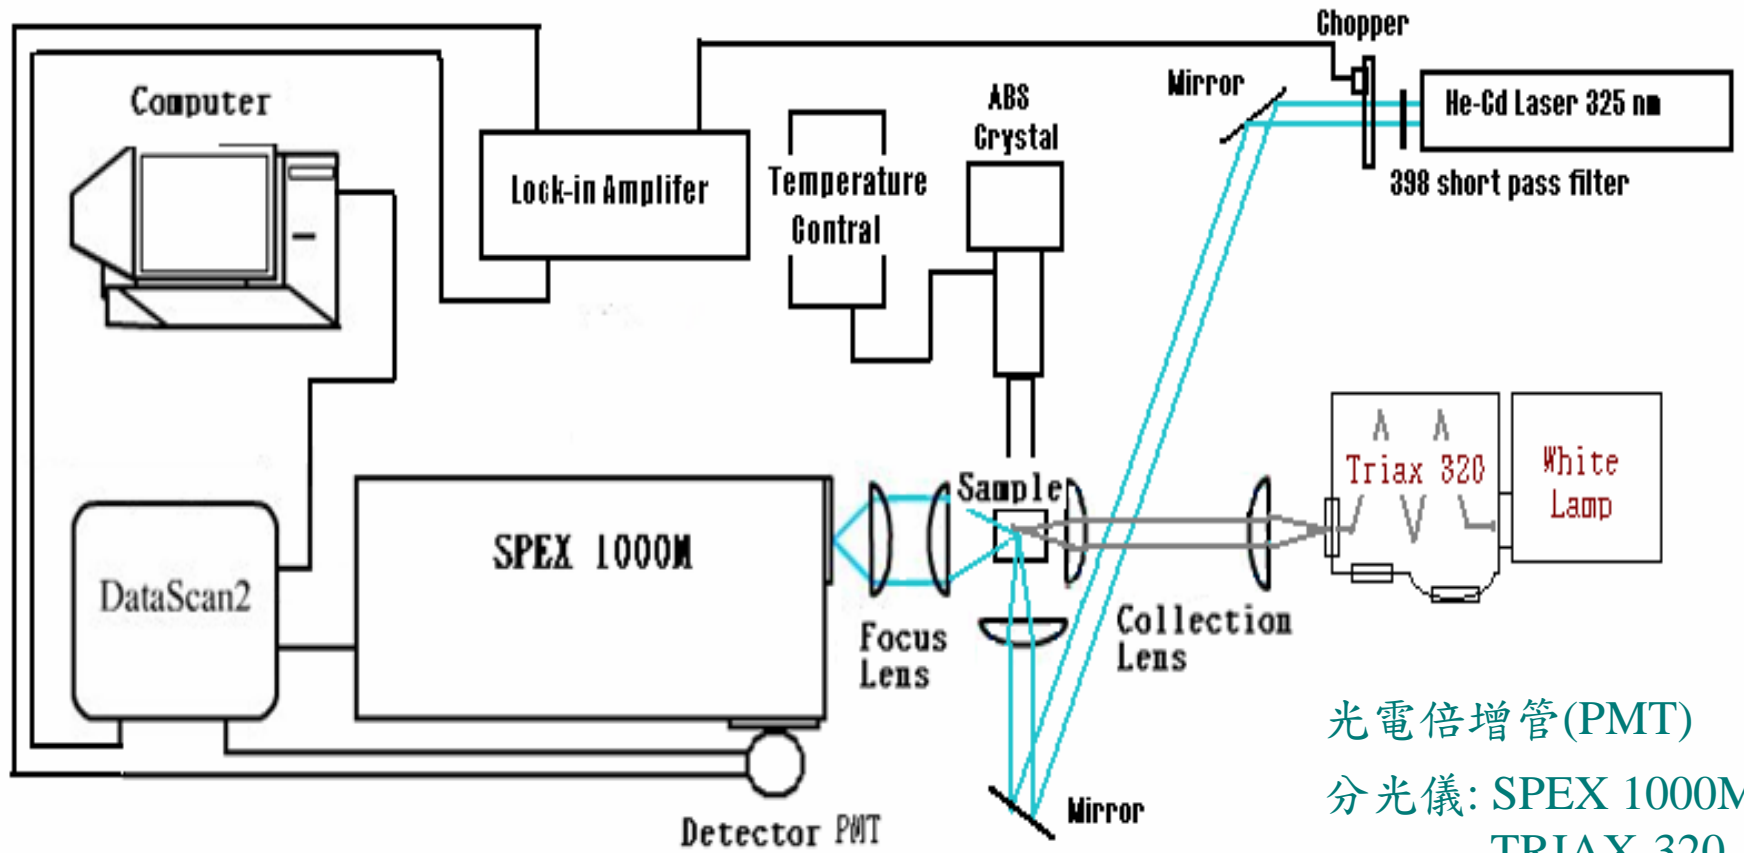 Chopper
Mirror
He-Cd Laser 325 nm
398 short pass filter
Computer
Lock-in Amplifer
Temperature
Contral
ABS
Crystal
Triax 320
White
Lamp
Sample
SPEX 1000M
DataScan2
Focus
Lens
Collection
Lens
Mirror
Detector PMT
光電倍增管(PMT)
分光儀: SPEX 1000M
TRIAX 320